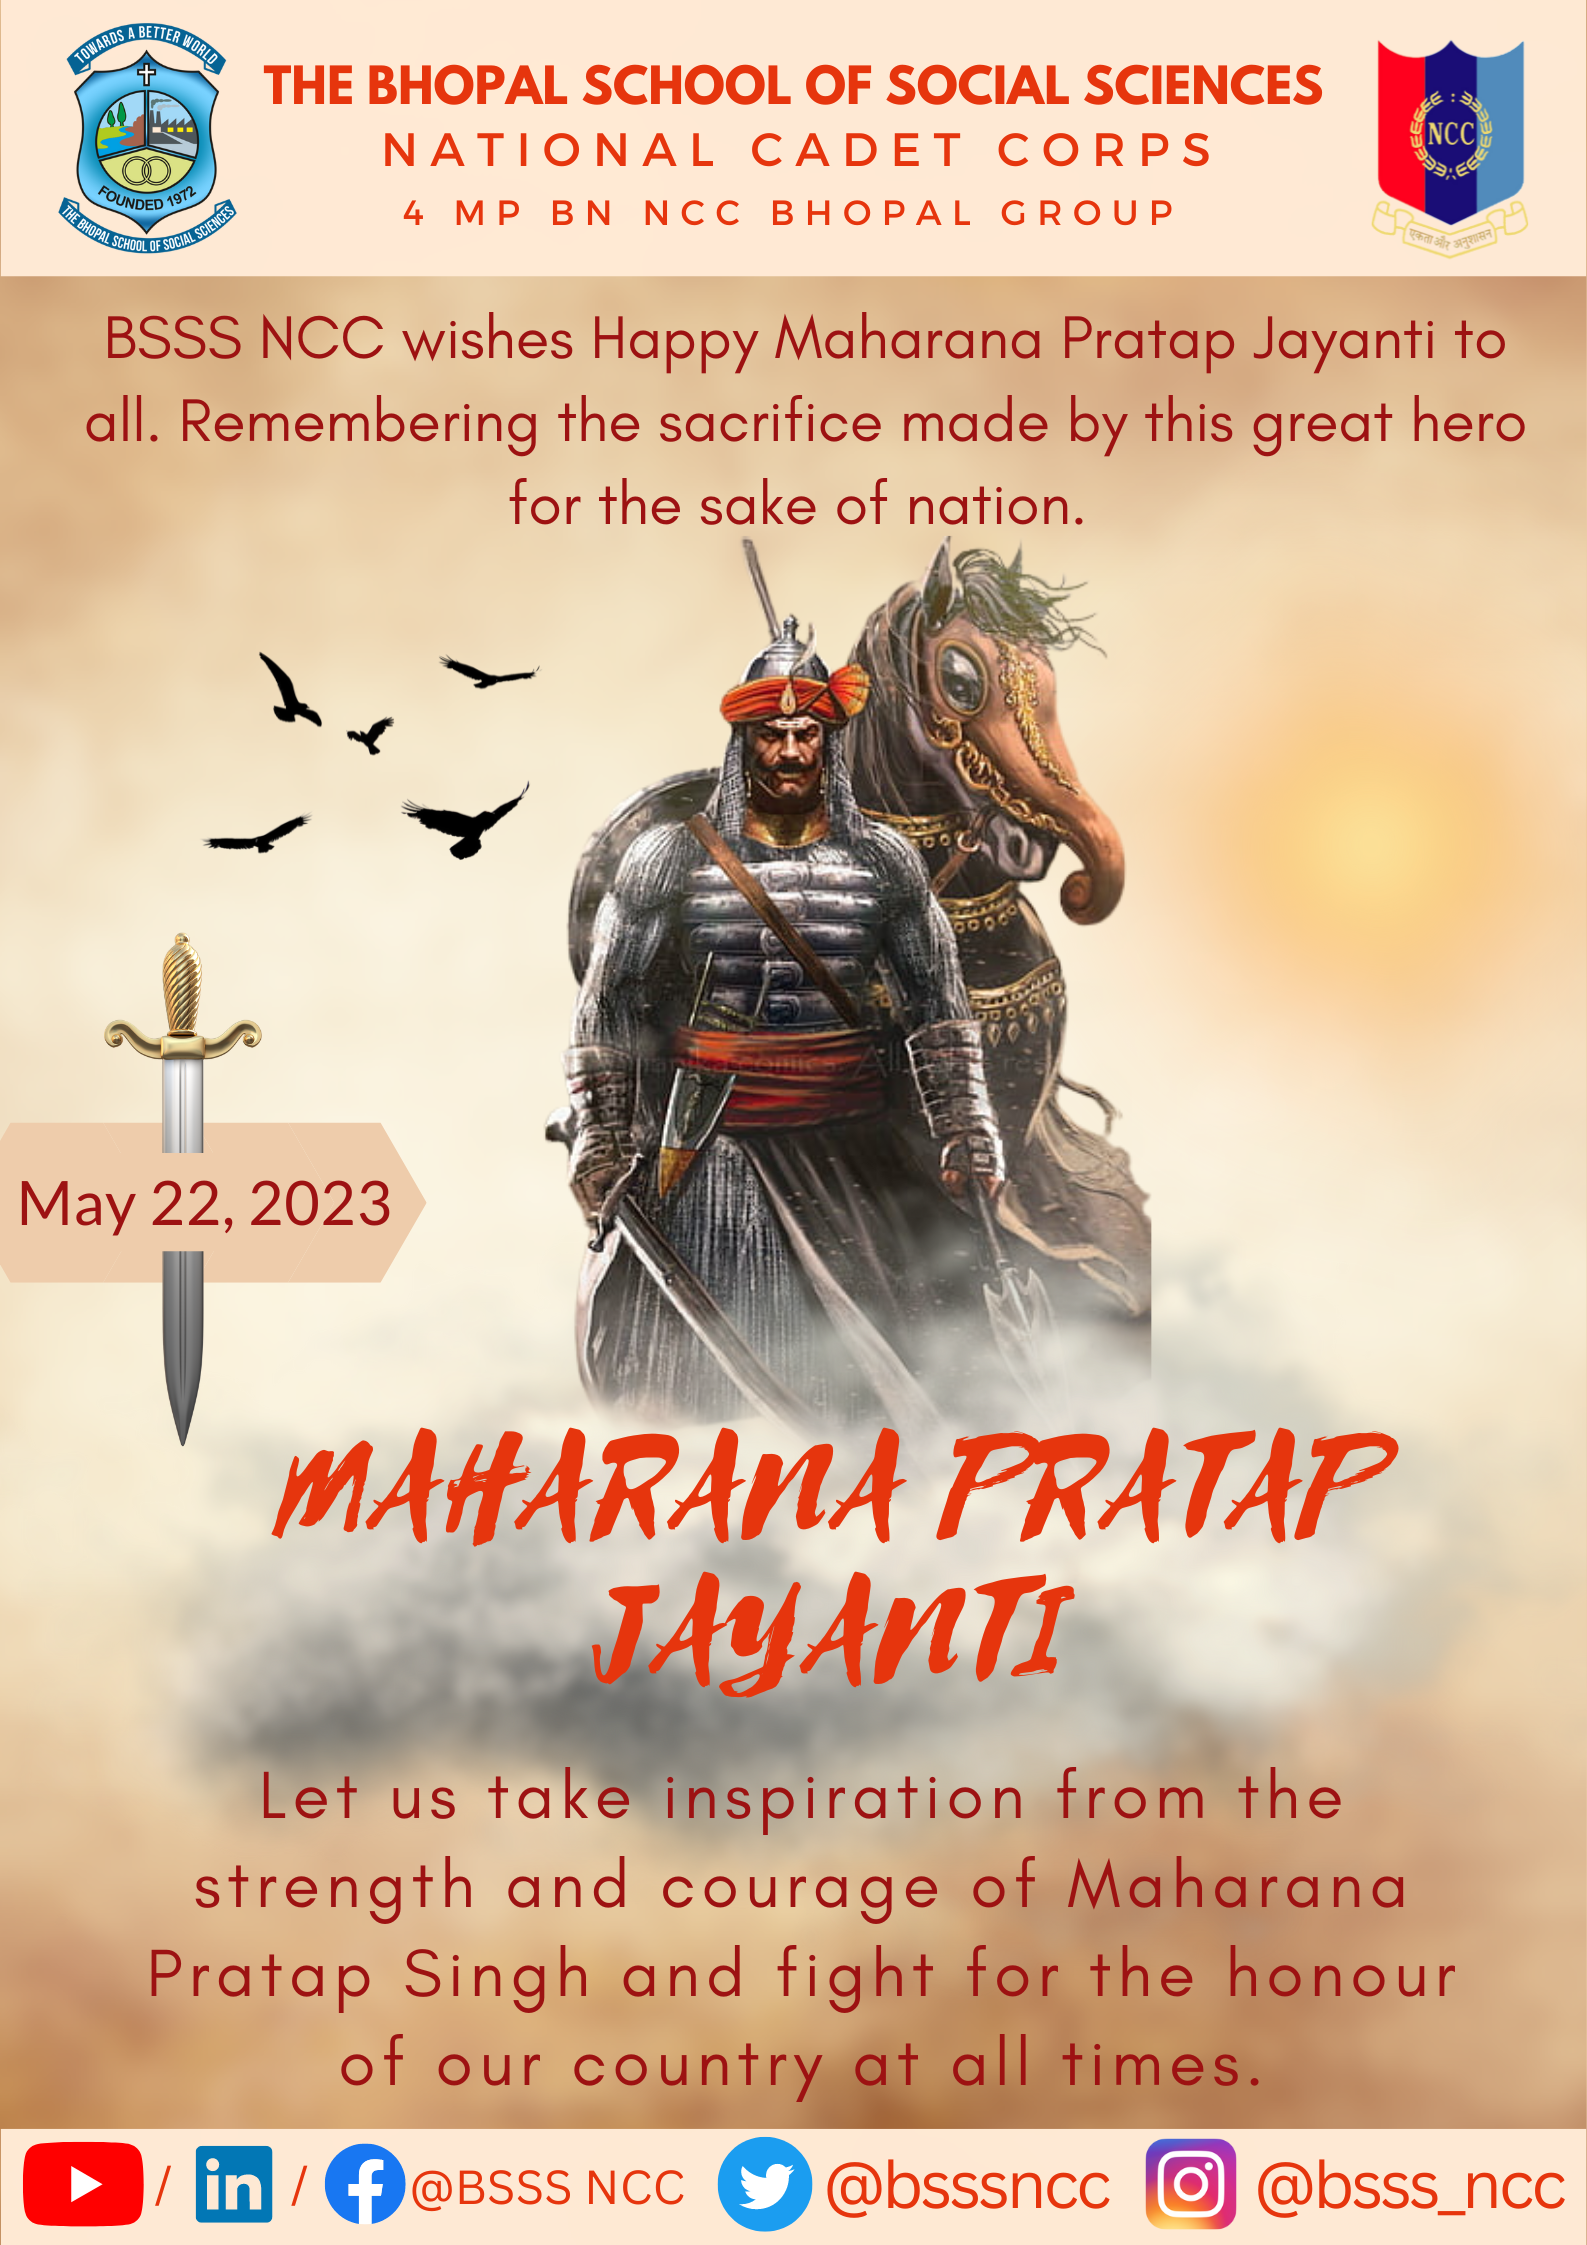 TOWARDS A BETTER WORLD
FOUNDED 1972
THE BHOPAL SCHOOL OF SOCIAL SCIENCES
THE BHOPAL SCHOOL OF SOCIAL SCIENCES
NATIONAL CADET CORPS
4 MP BN NCC BHOPAL GROUP
NCC
एकता और अनुशासन
BSSS NCC wishes Happy Maharana Pratap Jayanti to
all. Remembering the sacrifice made by this great hero
for the sake of nation.
May 22, 2023
MAHARANA PRATAP
JAYANTI
Let us take inspiration from the
strength and courage of Maharana
Pratap Singh and fight for the honour
of our country at all times.
/ in / @BSSS NCC @bsssncc @bsss_ncc